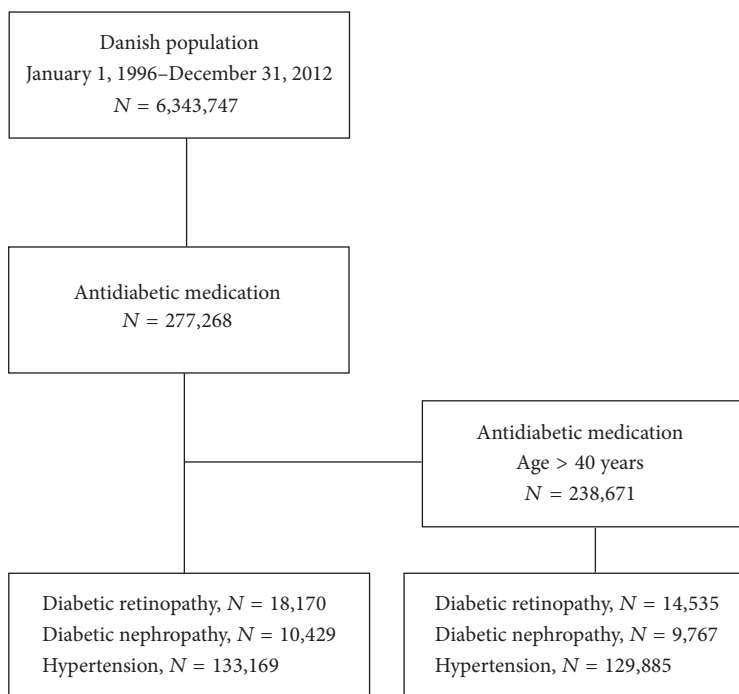 Danish population
January 1, 1996–December 31, 2012
N = 6,343,747
Antidiabetic medication
N = 277,268
Antidiabetic medication
Age > 40 years
N = 238,671
Diabetic retinopathy, N = 18,170
Diabetic nephropathy, N = 10,429
Hypertension, N = 133,169
Diabetic retinopathy, N = 14,535
Diabetic nephropathy, N = 9,767
Hypertension, N = 129,885